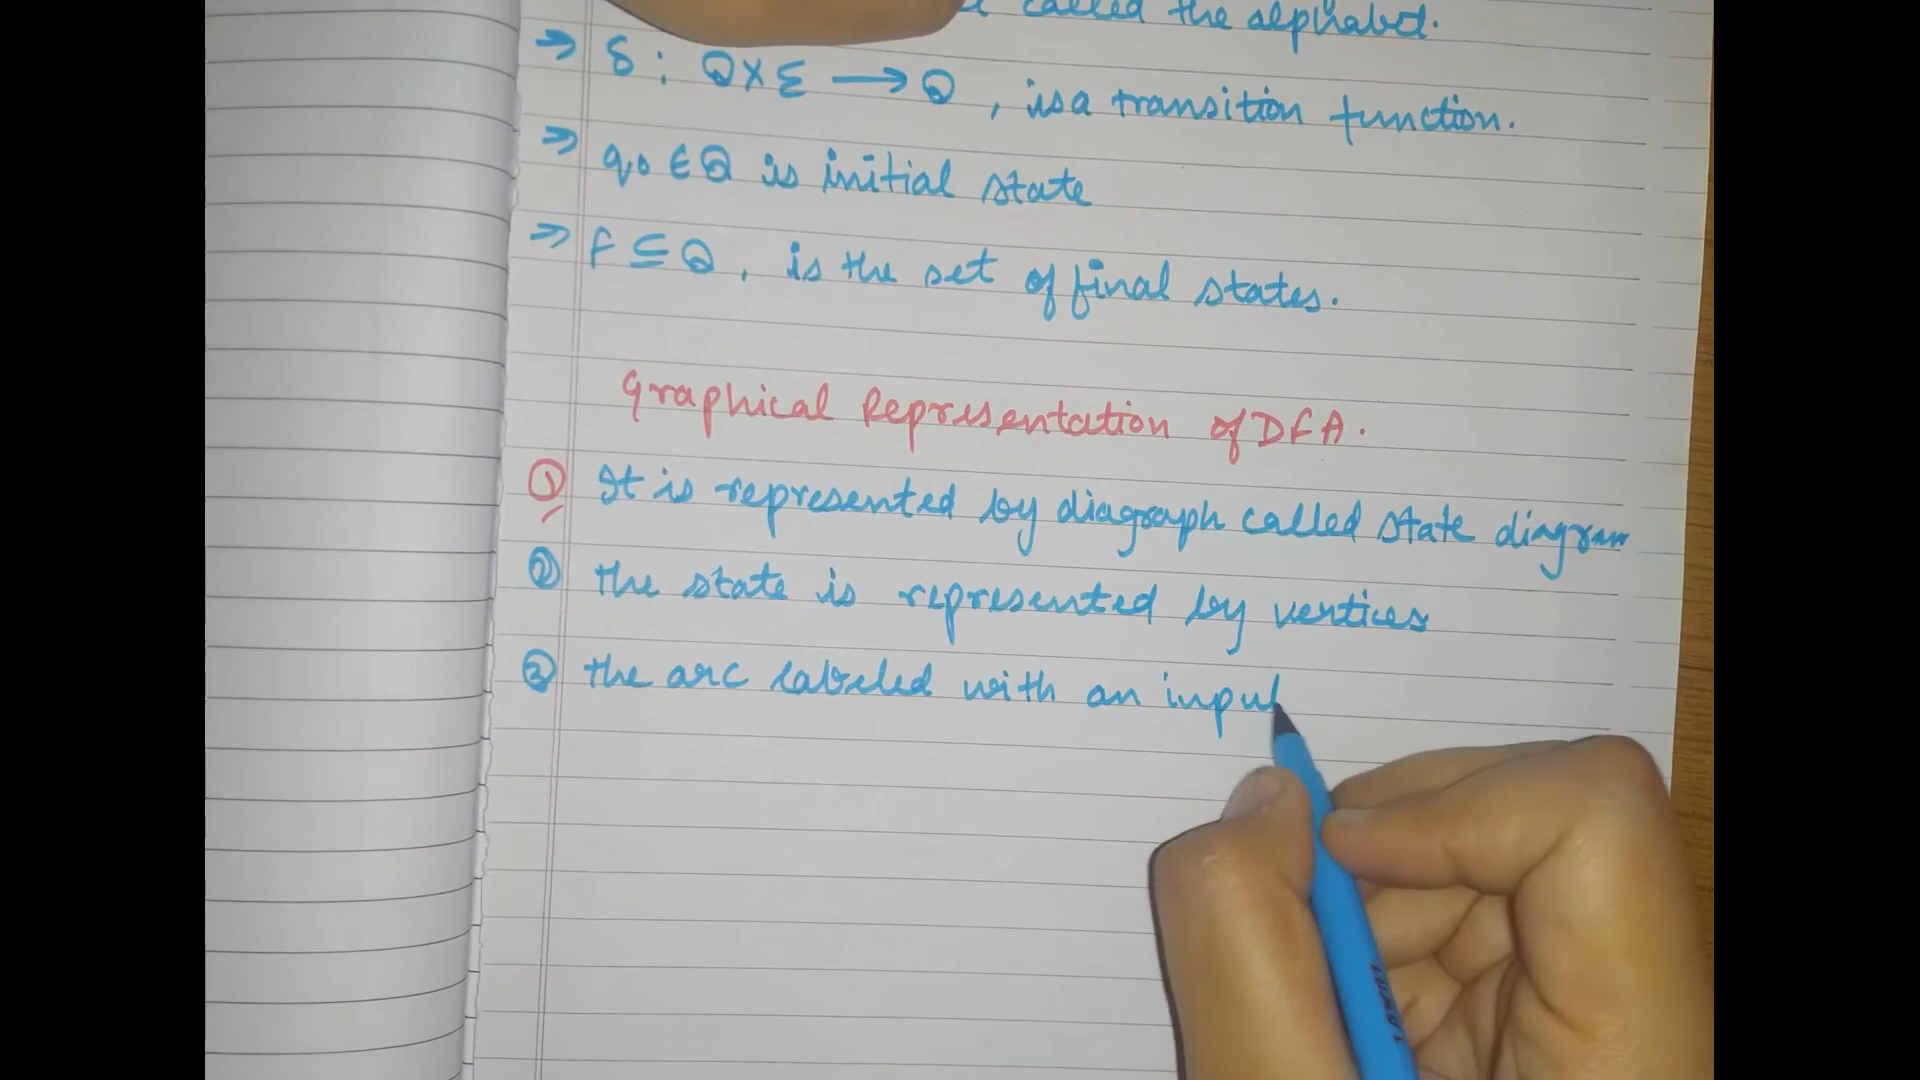 called the alphabet.
⇒ δ : Q×Σ ⟶ Q , is a transition function.
⇒ q0 ∈ Q is initial state
⇒ F ⊆ Q , is the set of final states.
Graphical Representation of DFA.
① It is represented by diagraph called state diagram
② the state is represented by vertices
③ the arc labeled with an input